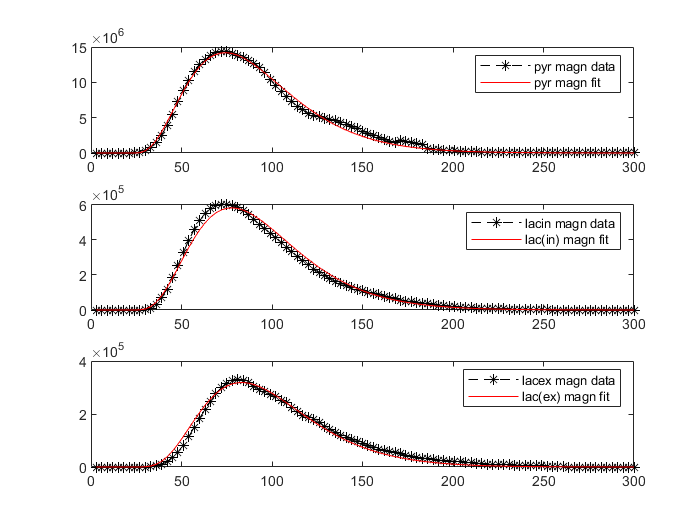 ×10⁶
15
10
5
0
pyr magn data
pyr magn fit
0 50 100 150 200 250 300
×10⁵
6
4
2
0
lacin magn data
lac(in) magn fit
0 50 100 150 200 250 300
×10⁵
4
2
0
lacex magn data
lac(ex) magn fit
0 50 100 150 200 250 300